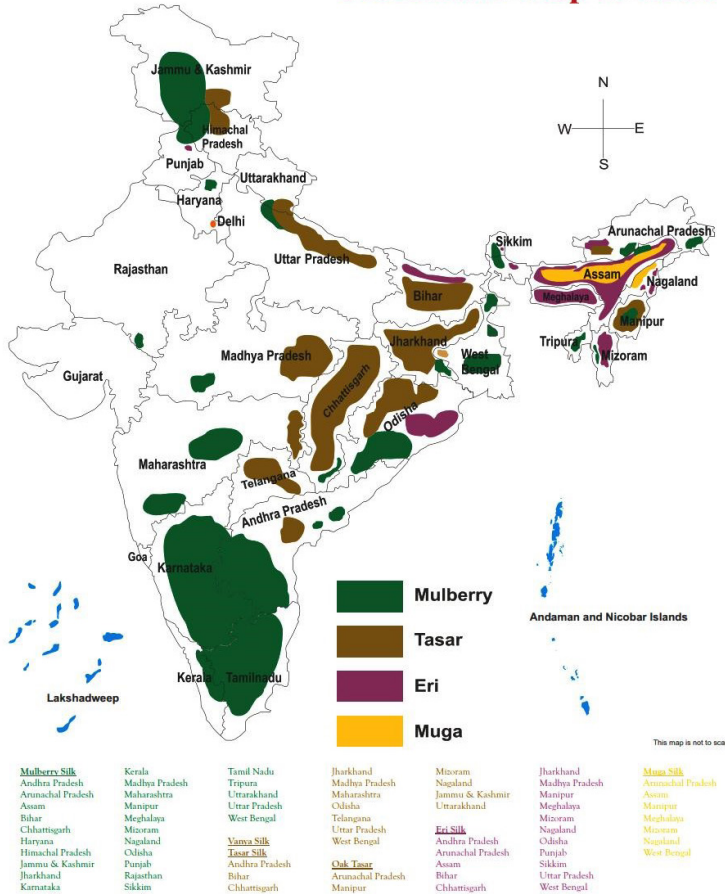 Jammu & Kashmir
Himachal
Pradesh
Punjab
Uttarakhand
Haryana
Delhi
Rajasthan
Uttar Pradesh
N
W
E
S
Sikkim
Arunachal Pradesh
Assam
Nagaland
Meghalaya
Bihar
Manipur
Tripura
Mizoram
Jharkhand
West
Bengal
Madhya Pradesh
Gujarat
Chhattisgarh
Odisha
Maharashtra
Telangana
Andhra Pradesh
Goa
Karnataka
Kerala
Tamilnadu
Lakshadweep
Andaman and Nicobar Islands
Mulberry
Tasar
Eri
Muga
This map is not to sca
Mulberry Silk
Andhra Pradesh
Arunachal Pradesh
Assam
Bihar
Chhattisgarh
Haryana
Himachal Pradesh
Jammu & Kashmir
Jharkhand
Karnataka
Kerala
Madhya Pradesh
Maharashtra
Manipur
Meghalaya
Mizoram
Nagaland
Odisha
Punjab
Rajasthan
Sikkim
Tamil Nadu
Tripura
Uttarakhand
Uttar Pradesh
West Bengal
Vanya Silk
Tasar Silk
Andhra Pradesh
Bihar
Chhattisgarh
Jharkhand
Madhya Pradesh
Maharashtra
Odisha
Telangana
Uttar Pradesh
West Bengal
Oak Tasar
Arunachal Pradesh
Manipur
Mizoram
Nagaland
Jammu & Kashmir
Uttarakhand
Eri Silk
Andhra Pradesh
Arunachal Pradesh
Assam
Bihar
Chhattisgarh
Jharkhand
Madhya Pradesh
Manipur
Meghalaya
Mizoram
Nagaland
Odisha
Punjab
Sikkim
Uttar Pradesh
West Bengal
Muga Silk
Arunachal Pradesh
Assam
Manipur
Meghalaya
Mizoram
Nagaland
West Bengal